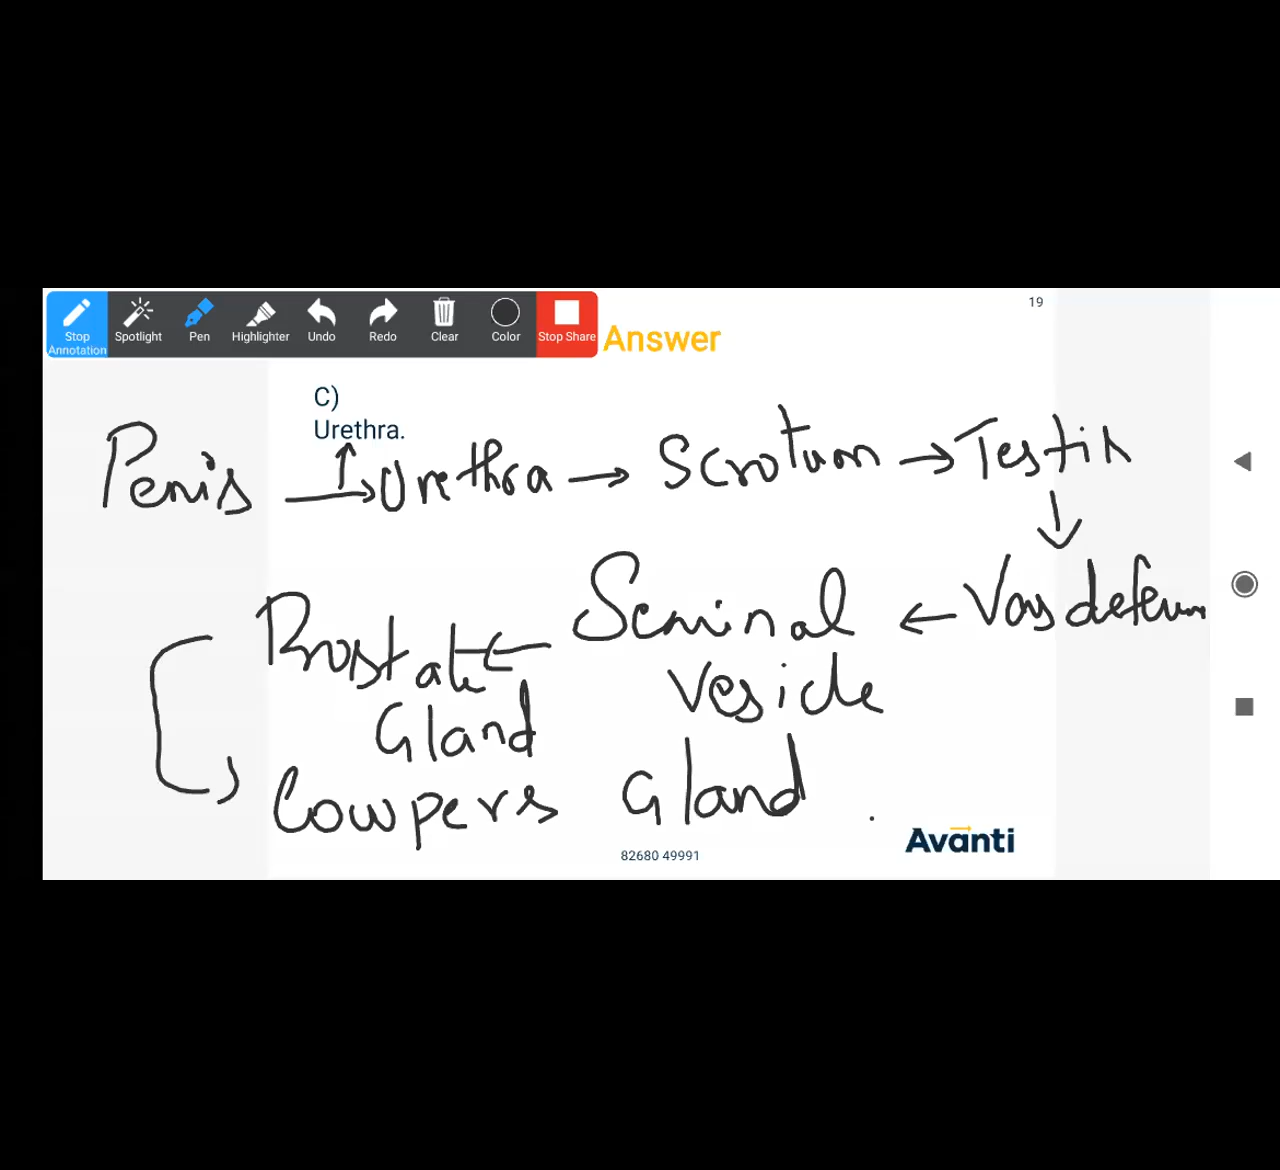 19
Stop Annotation Spotlight Pen Highlighter Undo Redo Clear Color Stop Share
Answer
C)
Urethra.
Penis → Urethra → Scrotum → Testis
↓
Prostate ← Seminal ← Vas deferens
Gland Vesicle
Cowpers Gland .
Avanti
82680 49991